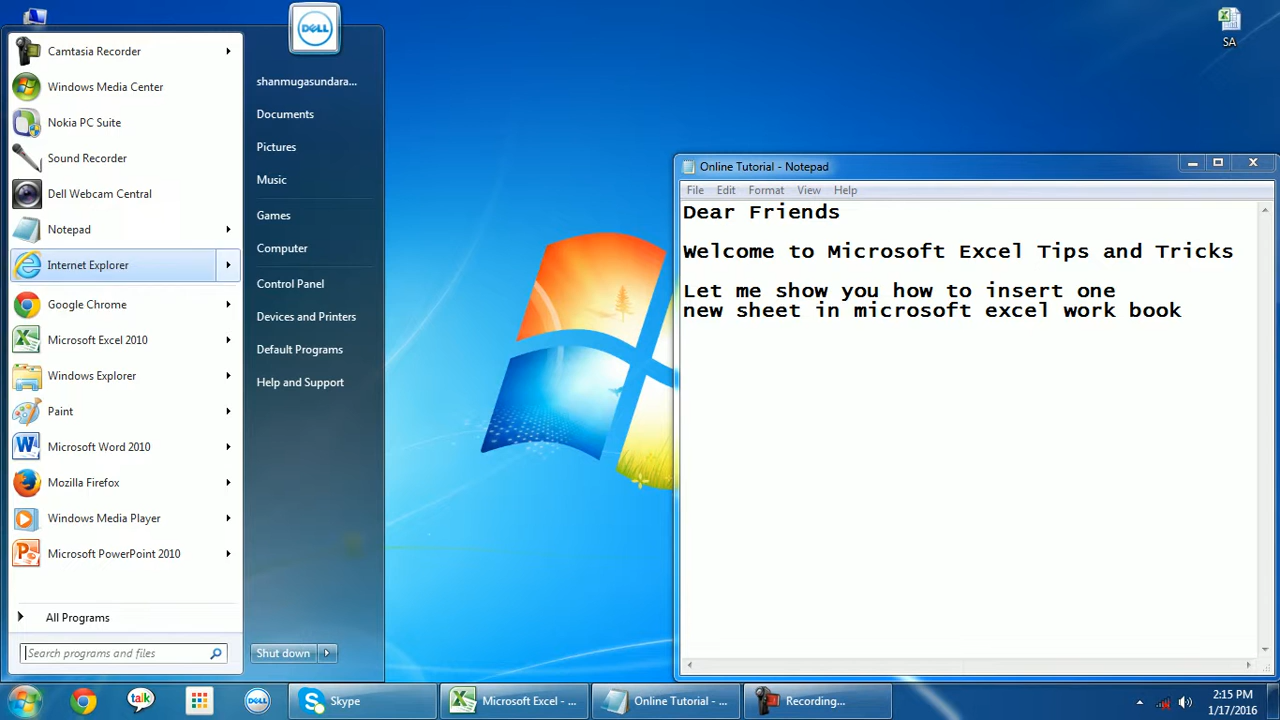 DELL
SA
Camtasia Recorder
Windows Media Center
Nokia PC Suite
Sound Recorder
Dell Webcam Central
Notepad
Internet Explorer
Google Chrome
Microsoft Excel 2010
Windows Explorer
Paint
Microsoft Word 2010
Mozilla Firefox
Windows Media Player
Microsoft PowerPoint 2010
All Programs
Search programs and files
shanmugasundara...
Documents
Pictures
Music
Games
Computer
Control Panel
Devices and Printers
Default Programs
Help and Support
Shut down
Online Tutorial - Notepad
File Edit Format View Help
Dear Friends
Welcome to Microsoft Excel Tips and Tricks
Let me show you how to insert one
new sheet in microsoft excel work book
talk
DELL
Skype
Microsoft Excel - ...
Online Tutorial - ...
Recording...
2:15 PM
1/17/2016